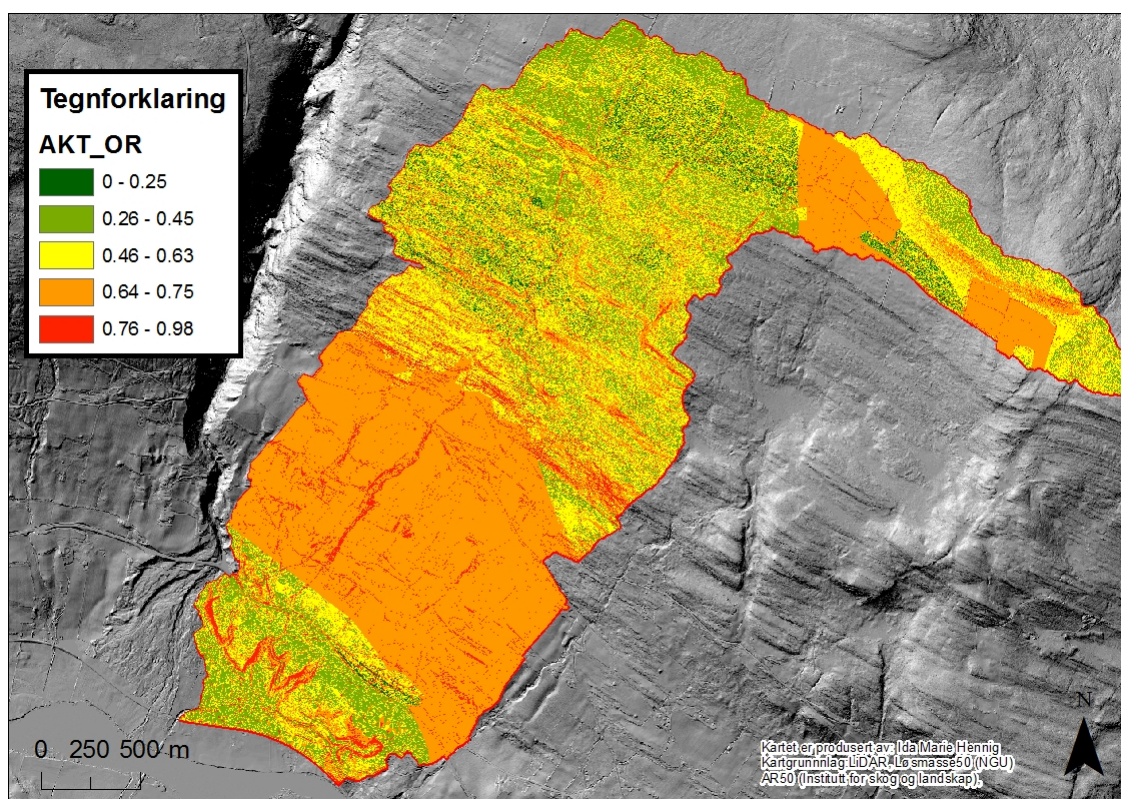 Tegnforklaring
AKT_OR
0 - 0.25
0.26 - 0.45
0.46 - 0.63
0.64 - 0.75
0.76 - 0.98
0 250 500 m
N
Kartet er produsert av: Ida Marie Hennig
Kartgrunnnlag:LiDAR, Løsmasse50 (NGU)
AR50 (Institutt for skog og landskap).